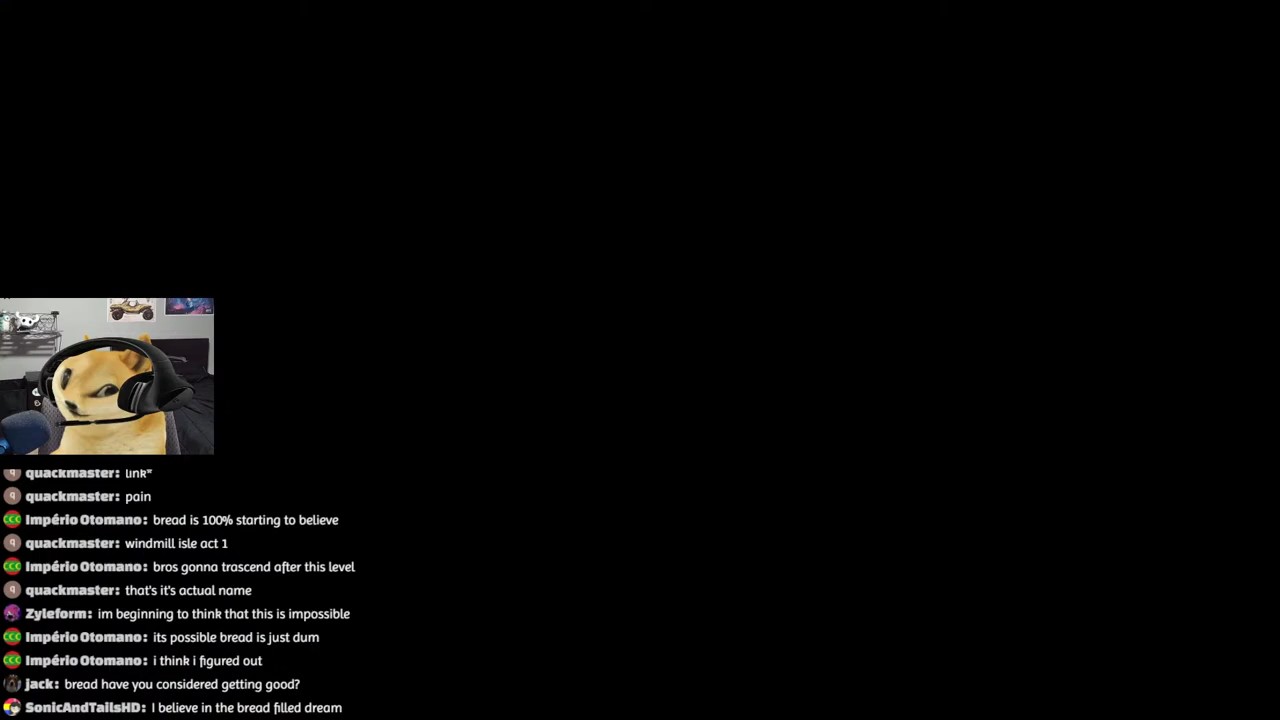 quackmaster: link*
quackmaster: pain
Império Otomano: bread is 100% starting to believe
quackmaster: windmill isle act 1
Império Otomano: bros gonna trascend after this level
quackmaster: that's it's actual name
Zyleform: im beginning to think that this is impossible
Império Otomano: its possible bread is just dum
Império Otomano: i think i figured out
jack: bread have you considered getting good?
SonicAndTailsHD: I believe in the bread filled dream